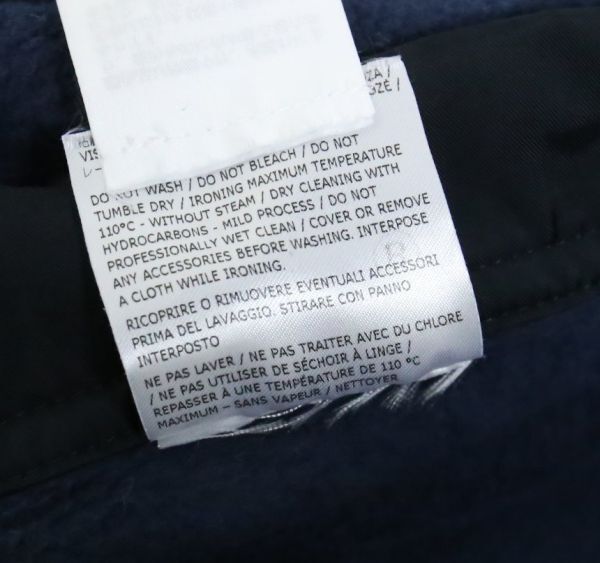 VIS
DO NOT WASH / DO NOT BLEACH / DO NOT
TUMBLE DRY / IRONING MAXIMUM TEMPERATURE
110°C - WITHOUT STEAM / DRY CLEANING WITH
HYDROCARBONS - MILD PROCESS / DO NOT
PROFESSIONALLY WET CLEAN / COVER OR REMOVE
ANY ACCESSORIES BEFORE WASHING. INTERPOSE
A CLOTH WHILE IRONING.
RICOPRIRE O RIMUOVERE EVENTUALI ACCESSORI
PRIMA DEL LAVAGGIO. STIRARE CON PANNO
INTERPOSTO
NE PAS LAVER / NE PAS TRAITER AVEC DU CHLORE
/ NE PAS UTILISER DE SÉCHOIR À LINGE /
REPASSER À UNE TEMPÉRATURE DE 110 °C
MAXIMUM – SANS VAPEUR / NETTOYER